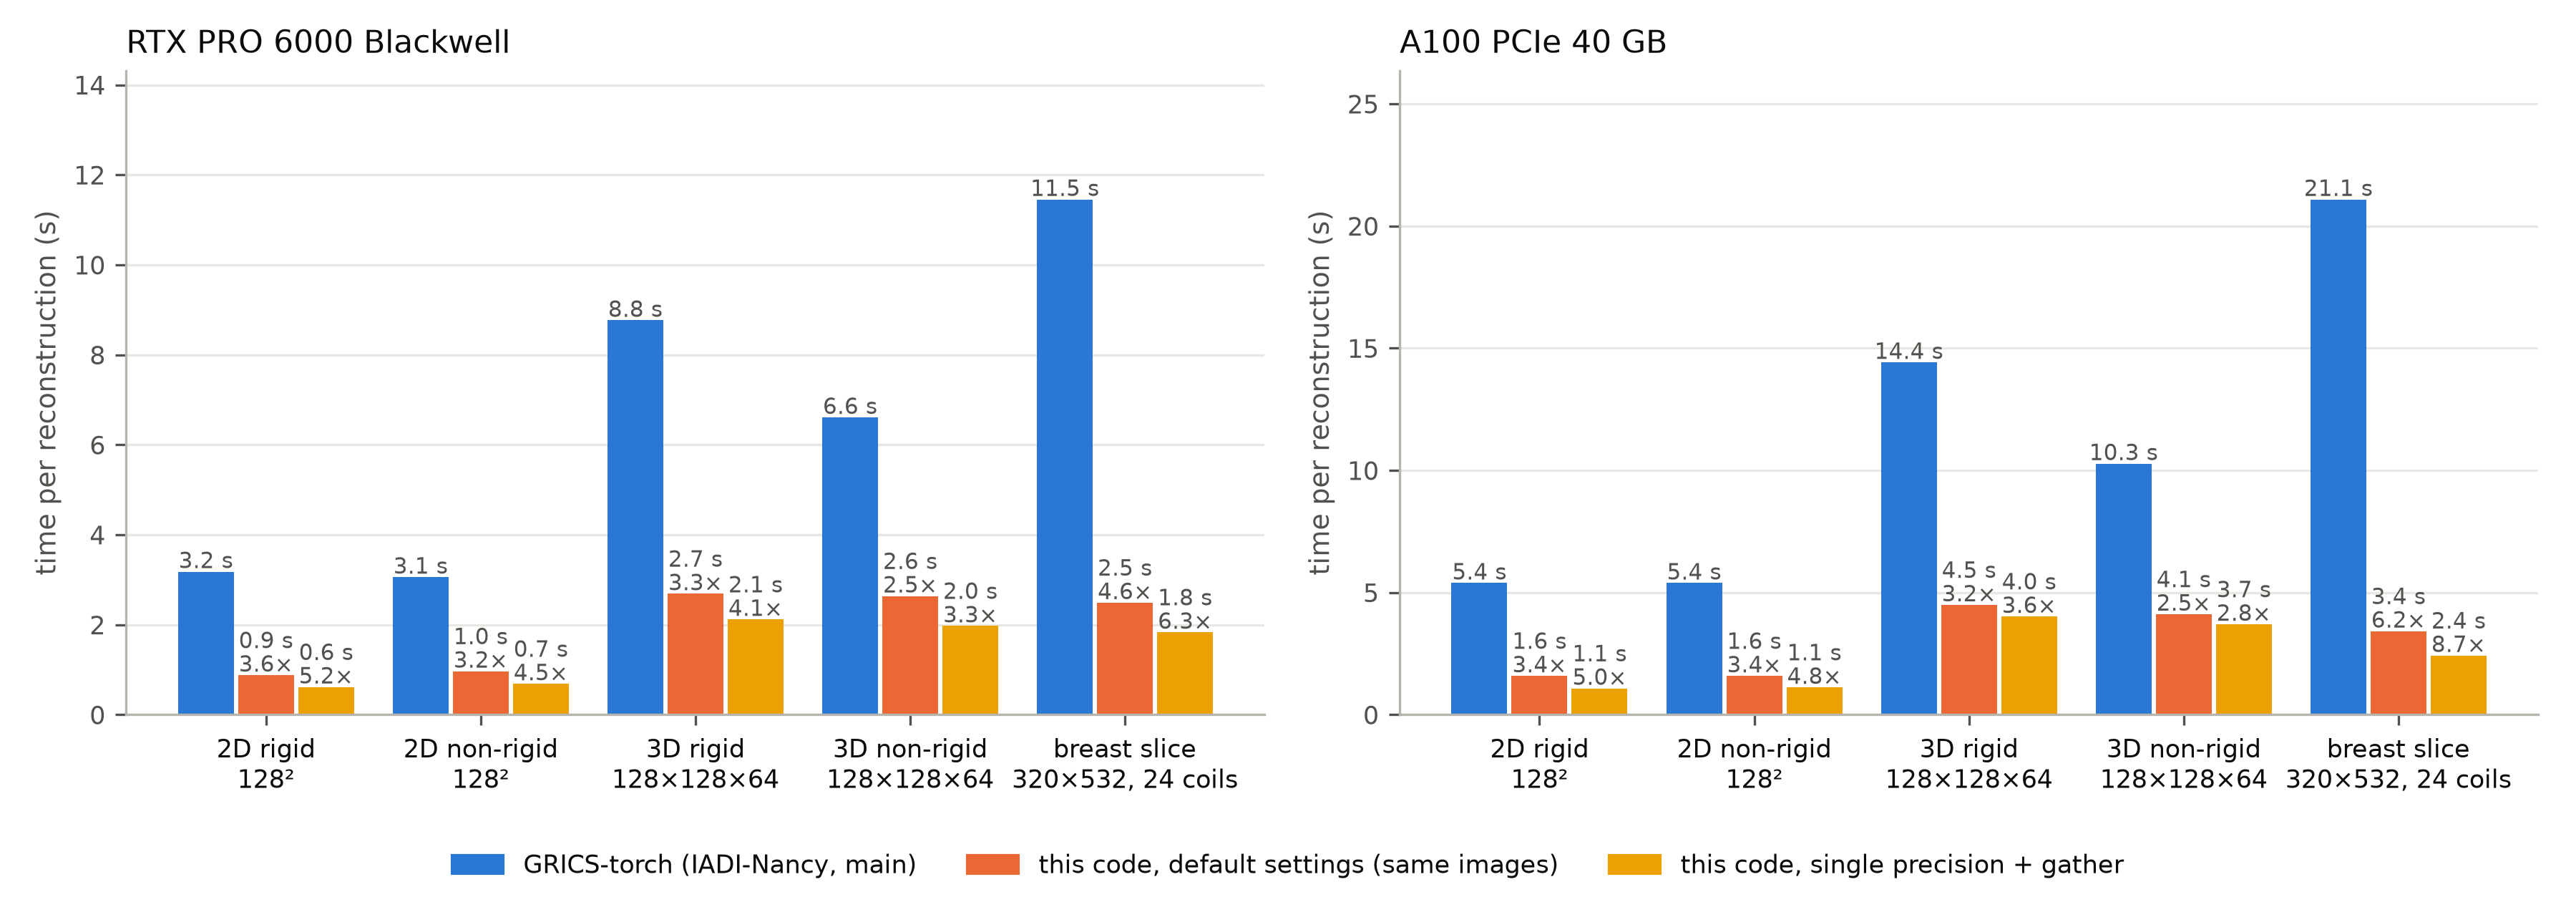 RTX PRO 6000 Blackwell
time per reconstruction (s)
14
12
10
8
6
4
2
0
3.2 s
0.9 s
3.6×
0.6 s
5.2×
3.1 s
1.0 s
3.2×
0.7 s
4.5×
8.8 s
2.7 s
3.3×
2.1 s
4.1×
6.6 s
2.6 s
2.5×
2.0 s
3.3×
11.5 s
2.5 s
4.6×
1.8 s
6.3×
2D rigid
128²
2D non-rigid
128²
3D rigid
128×128×64
3D non-rigid
128×128×64
breast slice
320×532, 24 coils
A100 PCIe 40 GB
time per reconstruction (s)
25
20
15
10
5
0
5.4 s
1.6 s
3.4×
1.1 s
5.0×
5.4 s
1.6 s
3.4×
1.1 s
4.8×
14.4 s
4.5 s
3.2×
4.0 s
3.6×
10.3 s
4.1 s
2.5×
3.7 s
2.8×
21.1 s
3.4 s
6.2×
2.4 s
8.7×
2D rigid
128²
2D non-rigid
128²
3D rigid
128×128×64
3D non-rigid
128×128×64
breast slice
320×532, 24 coils
GRICS-torch (IADI-Nancy, main)
this code, default settings (same images)
this code, single precision + gather